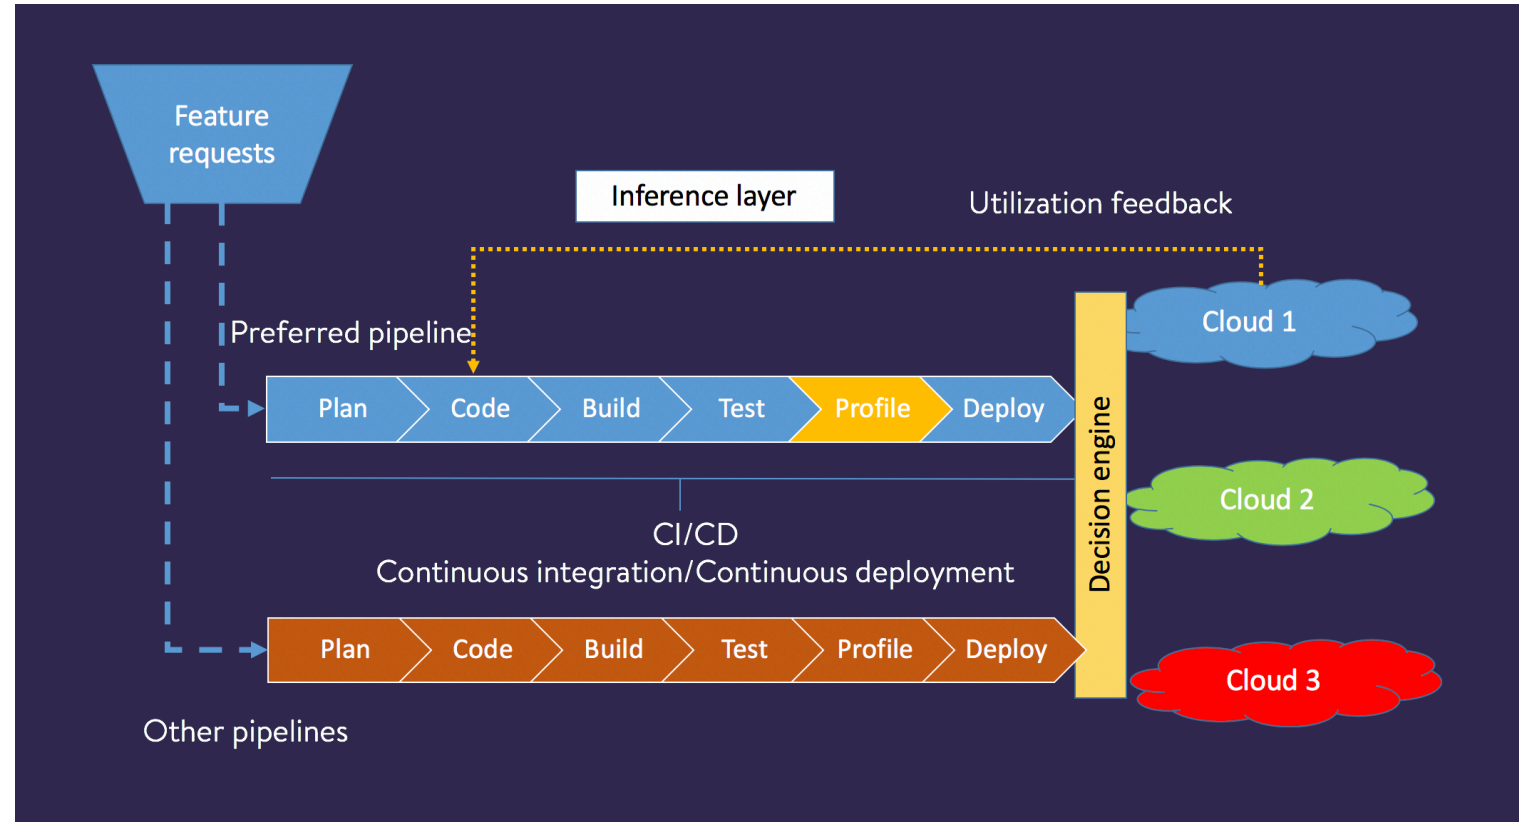 Feature
requests
Inference layer
Utilization feedback
Preferred pipeline
Cloud 1
Plan
Code
Build
Test
Profile
Deploy
Decision engine
Cloud 2
CI/CD
Continuous integration/Continuous deployment
Plan
Code
Build
Test
Profile
Deploy
Cloud 3
Other pipelines